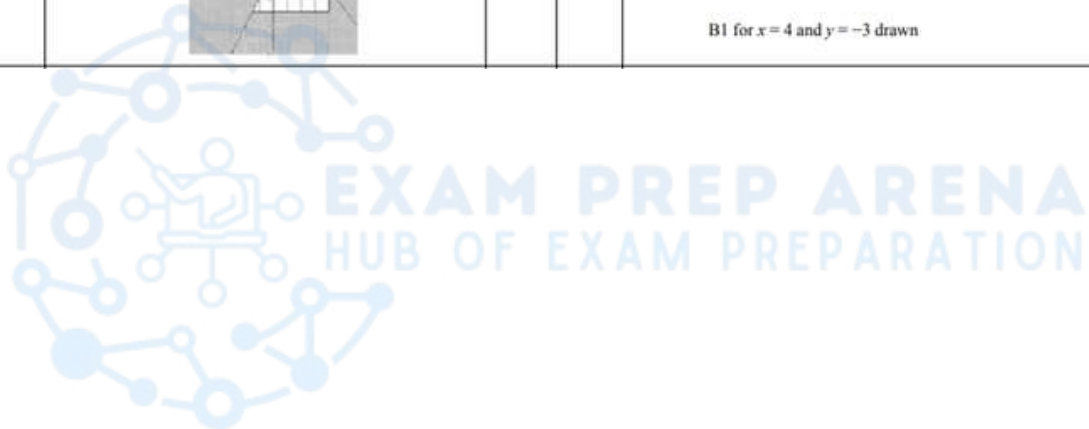 B1 for x = 4 and y = −3 drawn
EXAM PREP ARENA
HUB OF EXAM PREPARATION